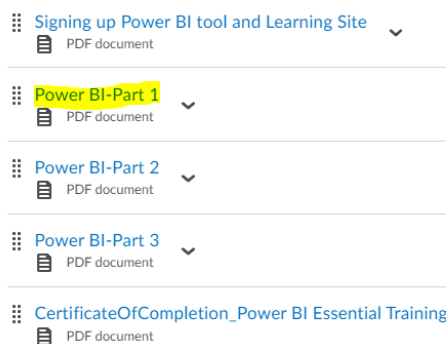 Signing up Power BI tool and Learning Site
PDF document
Power BI-Part 1
PDF document
Power BI-Part 2
PDF document
Power BI-Part 3
PDF document
CertificateOfCompletion_Power BI Essential Training
PDF document